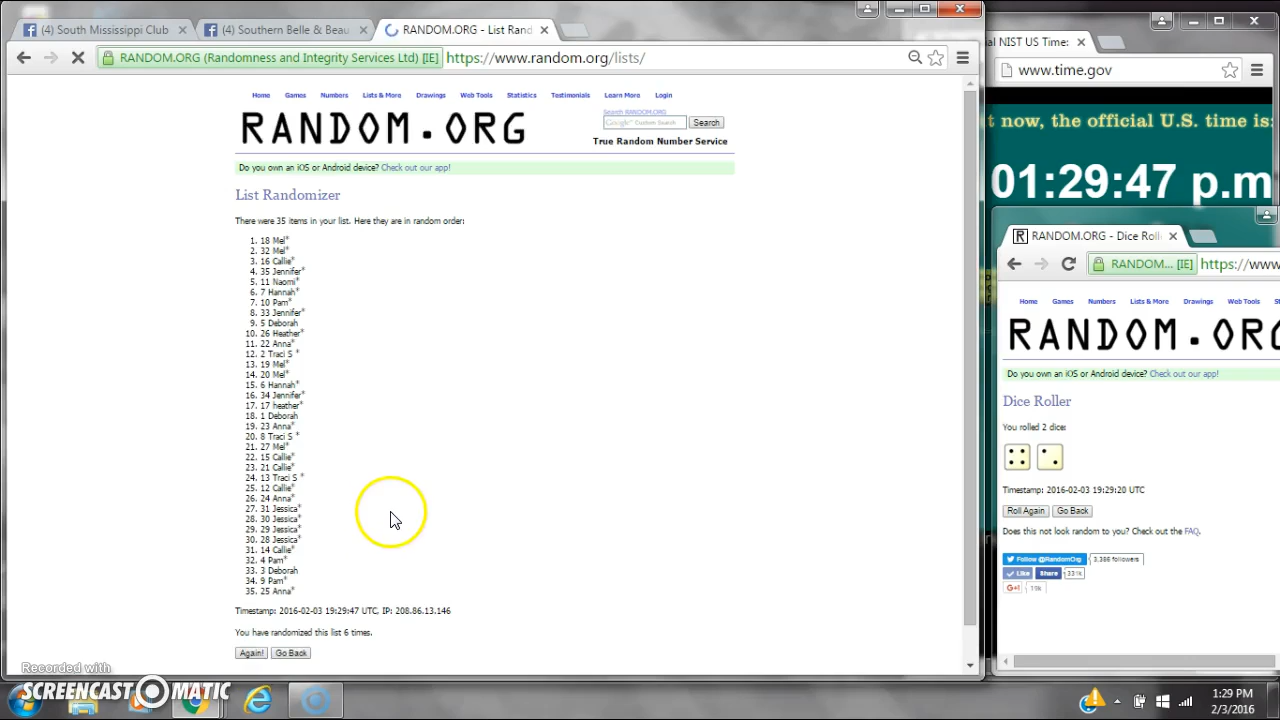 (4) South Mississippi Club
(4) Southern Belle & Beau
RANDOM.ORG - List Rand
RANDOM.ORG (Randomness and Integrity Services Ltd) [IE]
https://www.random.org/lists/
Home Games Numbers Lists & More Drawings Web Tools Statistics Testimonials Learn More Login
RANDOM.ORG
Search RANDOM.ORG
Google™ Custom Search
Search
True Random Number Service
Do you own an iOS or Android device? Check out our app!
List Randomizer
There were 35 items in your list. Here they are in random order:
1. 18 Mel*
2. 32 Mel*
3. 16 Callie*
4. 35 Jennifer*
5. 11 Naomi*
6. 7 Hannah*
7. 10 Pam*
8. 33 Jennifer*
9. 5 Deborah
10. 26 Heather*
11. 22 Anna*
12. 2 Traci S *
13. 19 Mel*
14. 20 Mel*
15. 6 Hannah*
16. 34 Jennifer*
17. 17 heather*
18. 1 Deborah
19. 23 Anna*
20. 8 Traci S *
21. 27 Mel*
22. 15 Callie*
23. 21 Callie*
24. 13 Traci S *
25. 12 Callie*
26. 24 Anna*
27. 31 Jessica*
28. 30 Jessica*
29. 29 Jessica*
30. 28 Jessica*
31. 14 Callie*
32. 4 Pam*
33. 3 Deborah
34. 9 Pam*
35. 25 Anna*
Timestamp: 2016-02-03 19:29:47 UTC, IP: 208.86.13.146
You have randomized this list 6 times.
Again! Go Back
al NIST US Time:
www.time.gov
t now, the official U.S. time is:
01:29:47 p.m
RANDOM.ORG - Dice Roll
RANDOM... [IE]
https://www
Home Games Numbers Lists & More Drawings Web Tools St
RANDOM.ORG
Do you own an iOS or Android device? Check out our app!
Dice Roller
You rolled 2 dice:
Timestamp: 2016-02-03 19:29:20 UTC
Roll Again Go Back
Does this not look random to you? Check out the FAQ.
Follow @RandomOrg 3,386 followers
Like Share 331k
G+1 19k
Recorded with
SCREENCAST MATIC
1:29 PM
2/3/2016